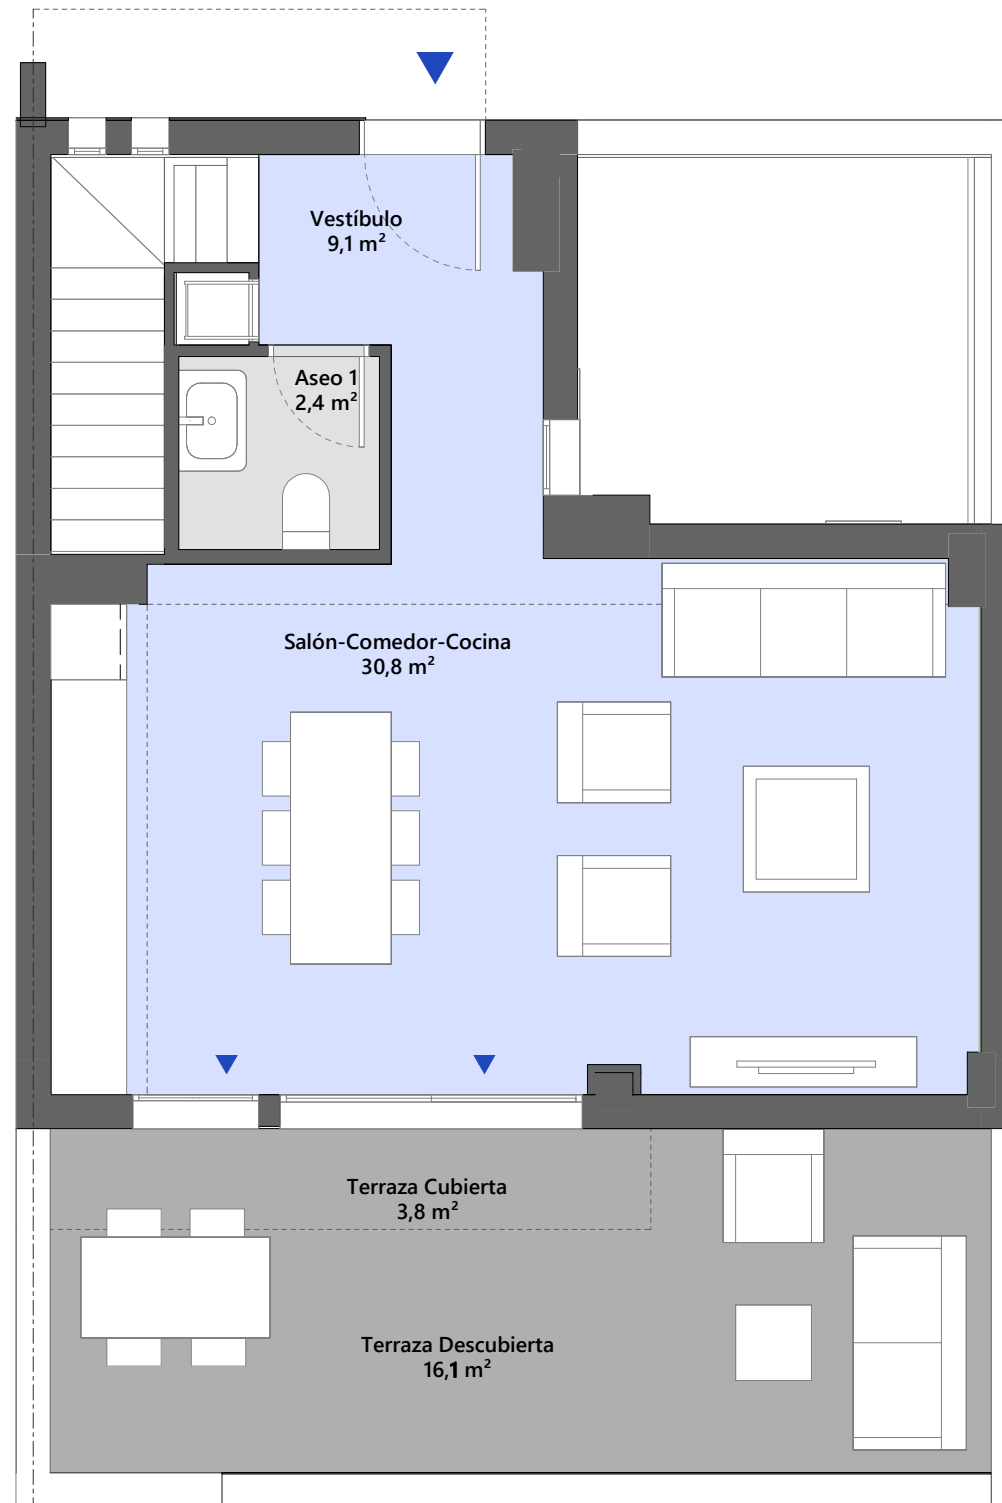 Vestíbulo
9,1 m²
Aseo 1
2,4 m²
Salón-Comedor-Cocina
30,8 m²
Terraza Cubierta
3,8 m²
Terraza Descubierta
16,1 m²